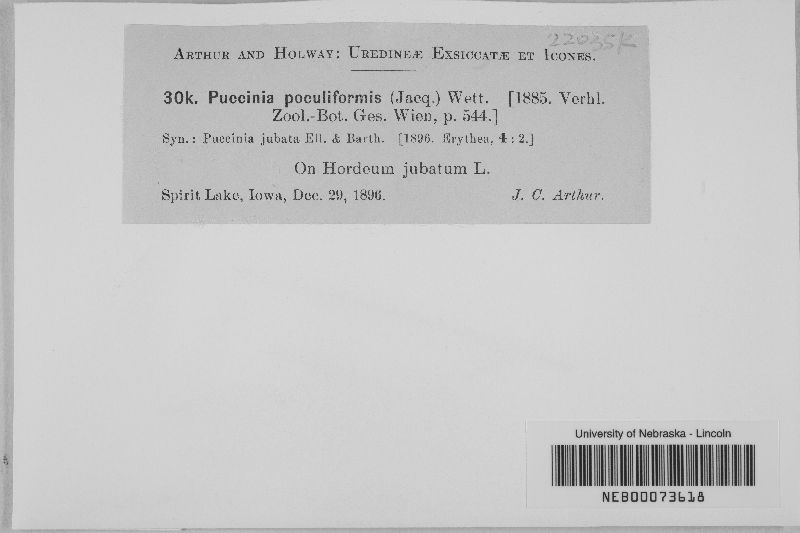 22035K
Arthur and Holway: Uredineæ Exsiccatæ et Icones.
30k. Puccinia poculiformis (Jacq.) Wett. [1885. Verhl.
Zool.-Bot. Ges. Wien, p. 544.]
Syn.: Puccinia jubata Ell. & Barth. [1896. Erythea, 4 : 2.]
On Hordeum jubatum L.
Spirit Lake, Iowa, Dec. 29, 1896. J. C. Arthur.
University of Nebraska - Lincoln
NEB00073618